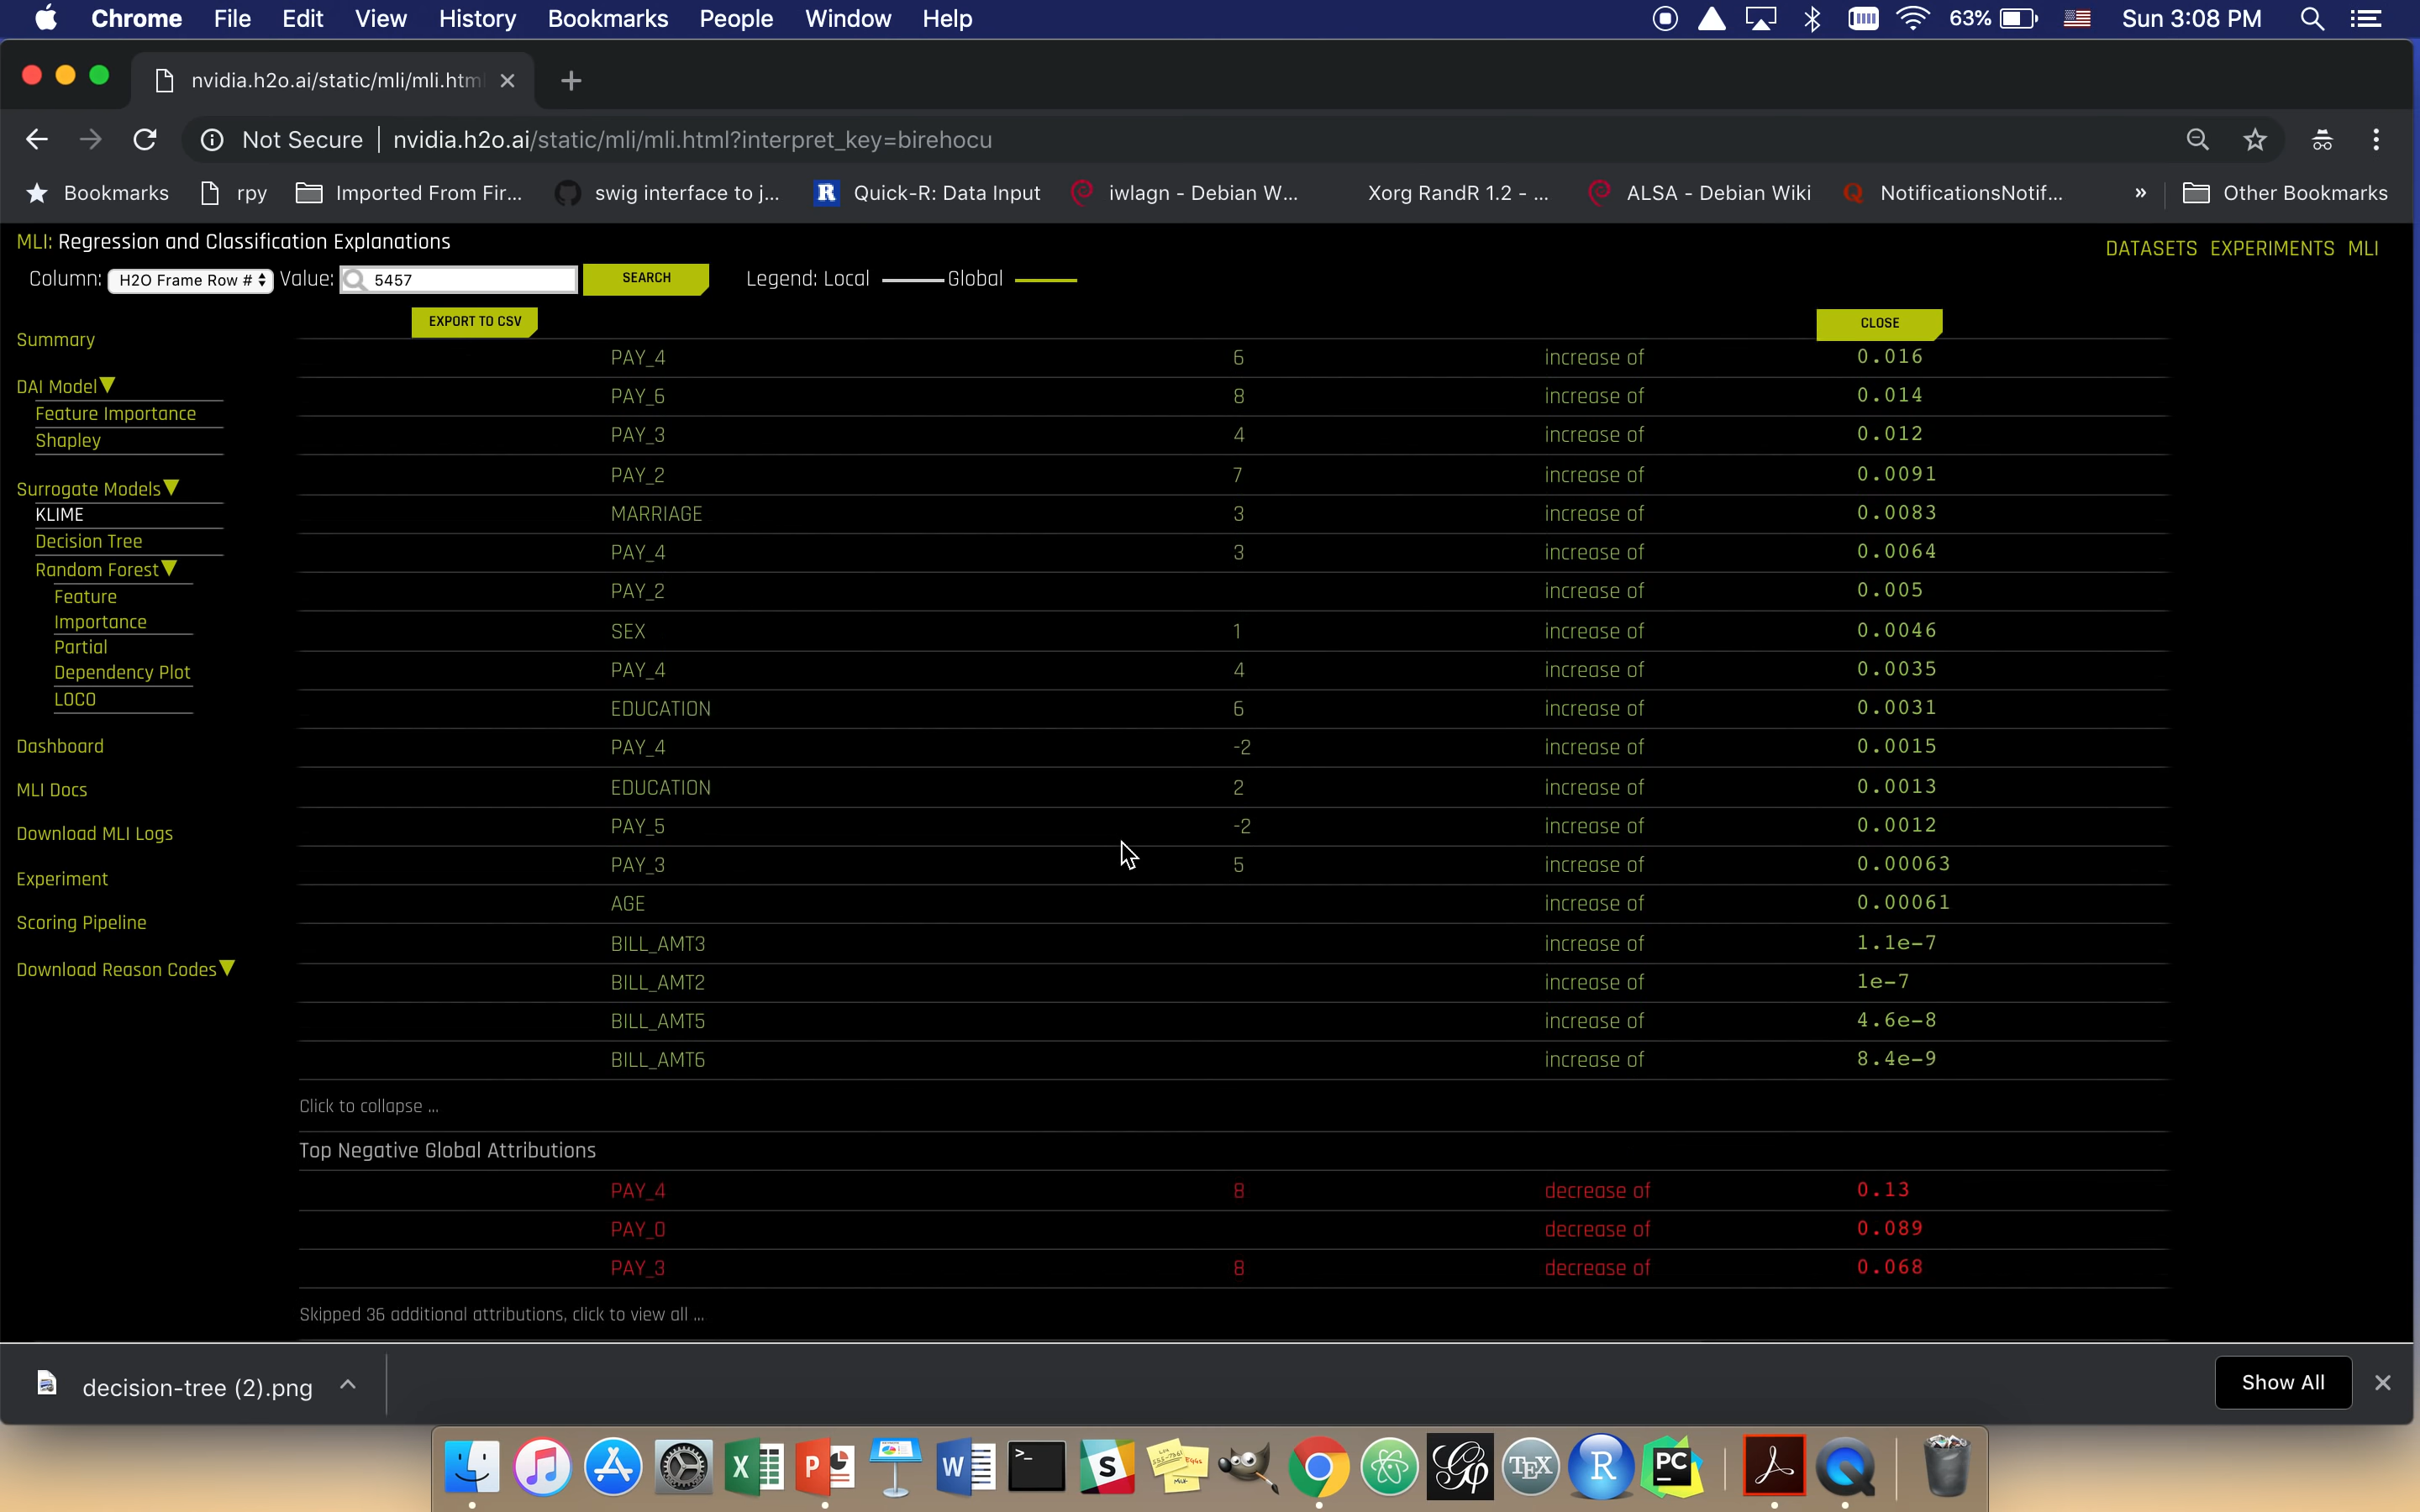 Chrome File Edit View History Bookmarks People Window Help 63% Sun 3:08 PM
nvidia.h2o.ai/static/mli/mli.htm
Not Secure nvidia.h2o.ai/static/mli/mli.html?interpret_key=birehocu
Bookmarks rpy Imported From Fir... swig interface to j... R Quick-R: Data Input iwlagn - Debian W... Xorg RandR 1.2 - ... ALSA - Debian Wiki NotificationsNotif... » Other Bookmarks
MLI: Regression and Classification Explanations
DATASETS EXPERIMENTS MLI
Column: H2O Frame Row # Value: 5457 SEARCH Legend: Local Global
EXPORT TO CSV CLOSE
Summary
DAI Model
Feature Importance
Shapley
Surrogate Models
KLIME
Decision Tree
Random Forest
Feature
Importance
Partial
Dependency Plot
LOCO
Dashboard
MLI Docs
Download MLI Logs
Experiment
Scoring Pipeline
Download Reason Codes
PAY_4 6 increase of 0.016
PAY_6 8 increase of 0.014
PAY_3 4 increase of 0.012
PAY_2 7 increase of 0.0091
MARRIAGE 3 increase of 0.0083
PAY_4 3 increase of 0.0064
PAY_2 increase of 0.005
SEX 1 increase of 0.0046
PAY_4 4 increase of 0.0035
EDUCATION 6 increase of 0.0031
PAY_4 -2 increase of 0.0015
EDUCATION 2 increase of 0.0013
PAY_5 -2 increase of 0.0012
PAY_3 5 increase of 0.00063
AGE increase of 0.00061
BILL_AMT3 increase of 1.1e-7
BILL_AMT2 increase of 1e-7
BILL_AMT5 increase of 4.6e-8
BILL_AMT6 increase of 8.4e-9
Click to collapse ...
Top Negative Global Attributions
PAY_4 8 decrease of 0.13
PAY_0 decrease of 0.089
PAY_3 8 decrease of 0.068
Skipped 36 additional attributions, click to view all ...
decision-tree (2).png
Show All
X P W >_ S TEX R PC